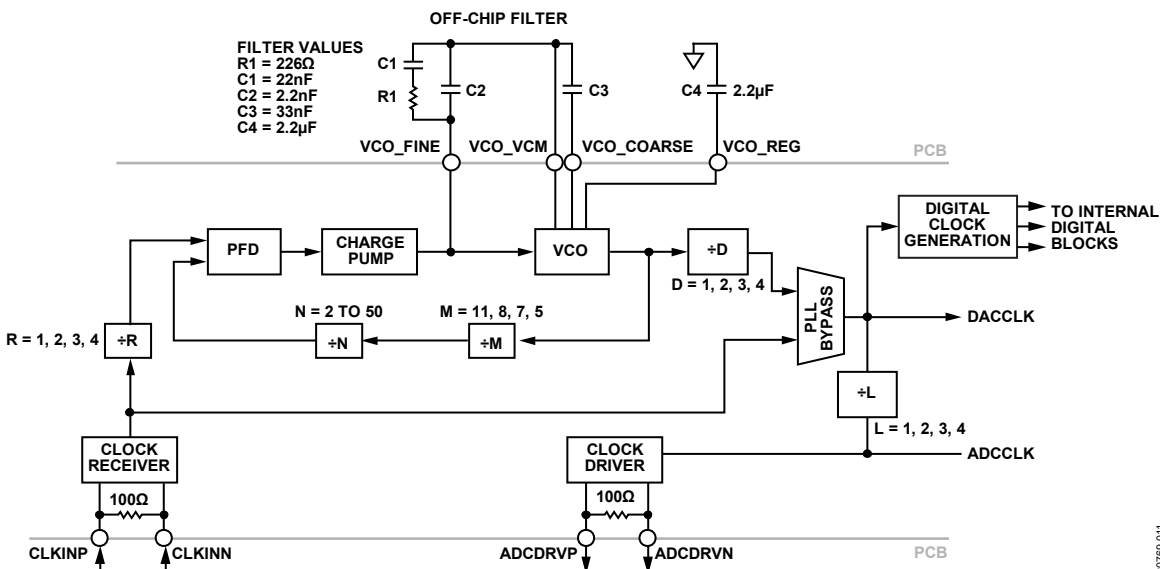 OFF-CHIP FILTER
FILTER VALUES
R1 = 226Ω
C1 = 22nF
C2 = 2.2nF
C3 = 33nF
C4 = 2.2µF
C1
R1
C2
C3
C4
2.2µF
VCO_FINE
VCO_VCM
VCO_COARSE
VCO_REG
PCB
PFD
CHARGE
PUMP
VCO
÷D
D = 1, 2, 3, 4
DIGITAL
CLOCK
GENERATION
TO INTERNAL
DIGITAL
BLOCKS
N = 2 TO 50
÷N
M = 11, 8, 7, 5
÷M
R = 1, 2, 3, 4
÷R
PLL
BYPASS
DACCLK
÷L
L = 1, 2, 3, 4
ADCCLK
CLOCK
RECEIVER
100Ω
CLKINP
CLKINN
CLOCK
DRIVER
100Ω
ADCDRVP
ADCDRVN
PCB